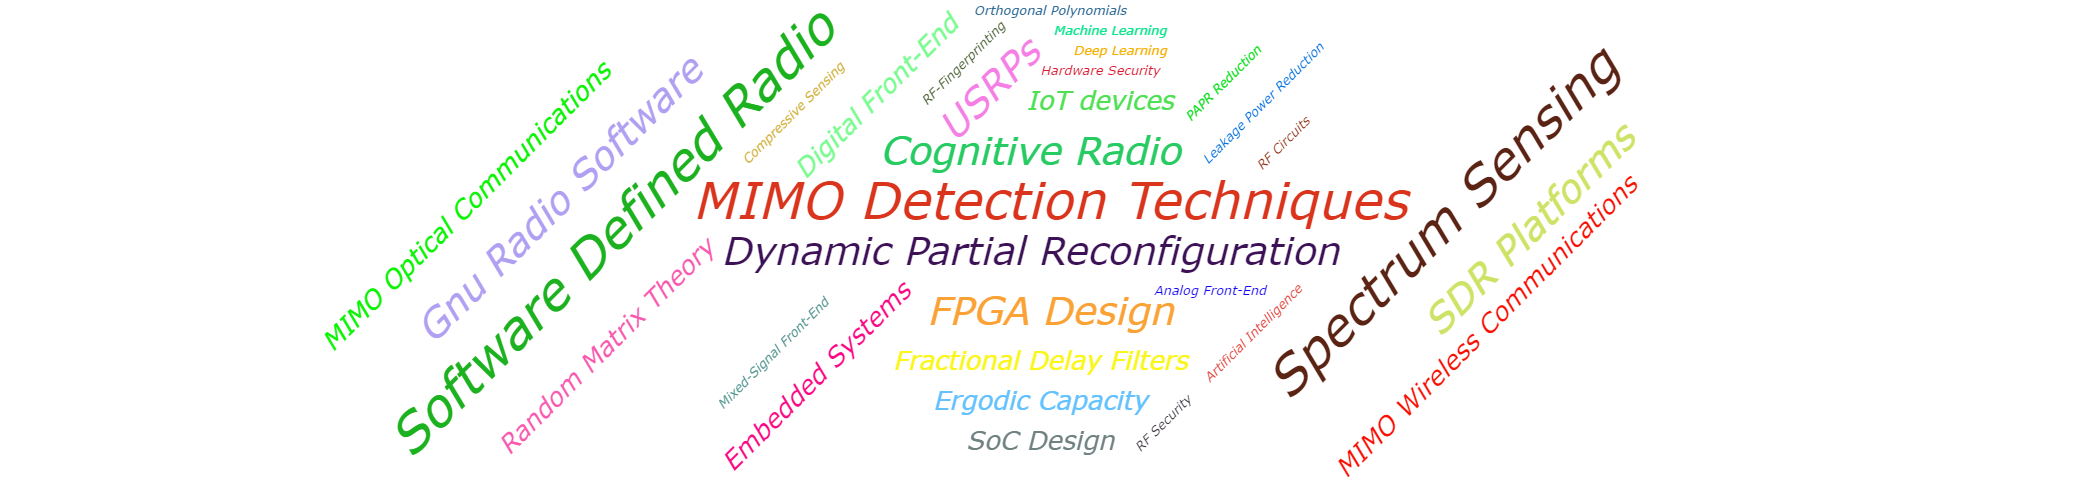 Orthogonal Polynomials
Machine Learning
Deep Learning
Hardware Security
IoT devices
Cognitive Radio
MIMO Detection Techniques
Dynamic Partial Reconfiguration
FPGA Design
Fractional Delay Filters
Ergodic Capacity
SoC Design
Analog Front-End
MIMO Optical Communications
Gnu Radio Software
Software Defined Radio
Random Matrix Theory
Compressive Sensing
Digital Front-End
RF-Fingerprinting
USRPs
PAPR Reduction
Leakage Power Reduction
RF Circuits
Mixed-Signal Front-End
Embedded Systems
Artificial Intelligence
RF Security
Spectrum Sensing
SDR Platforms
MIMO Wireless Communications